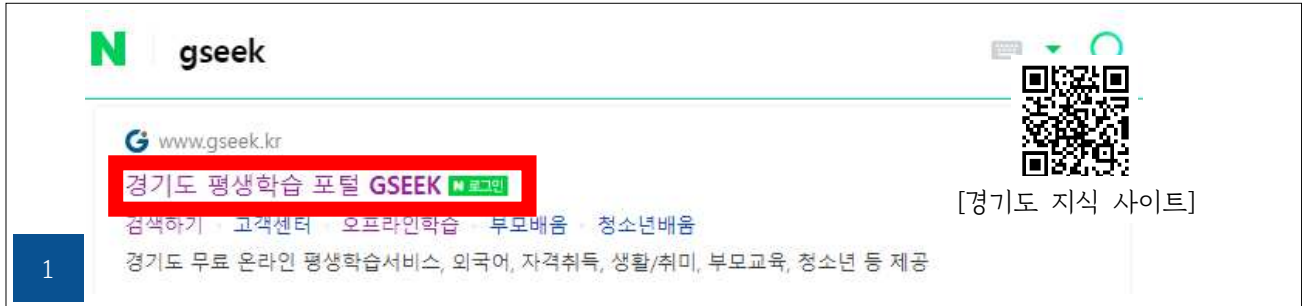 N gseek
www.gseek.kr
경기도 평생학습 포털 GSEEK N 로그인
검색하기 · 고객센터 · 오프라인학습 · 부모배움 · 청소년배움
경기도 무료 온라인 평생학습서비스, 외국어, 자격취득, 생활/취미, 부모교육, 청소년 등 제공
[경기도 지식 사이트]
1